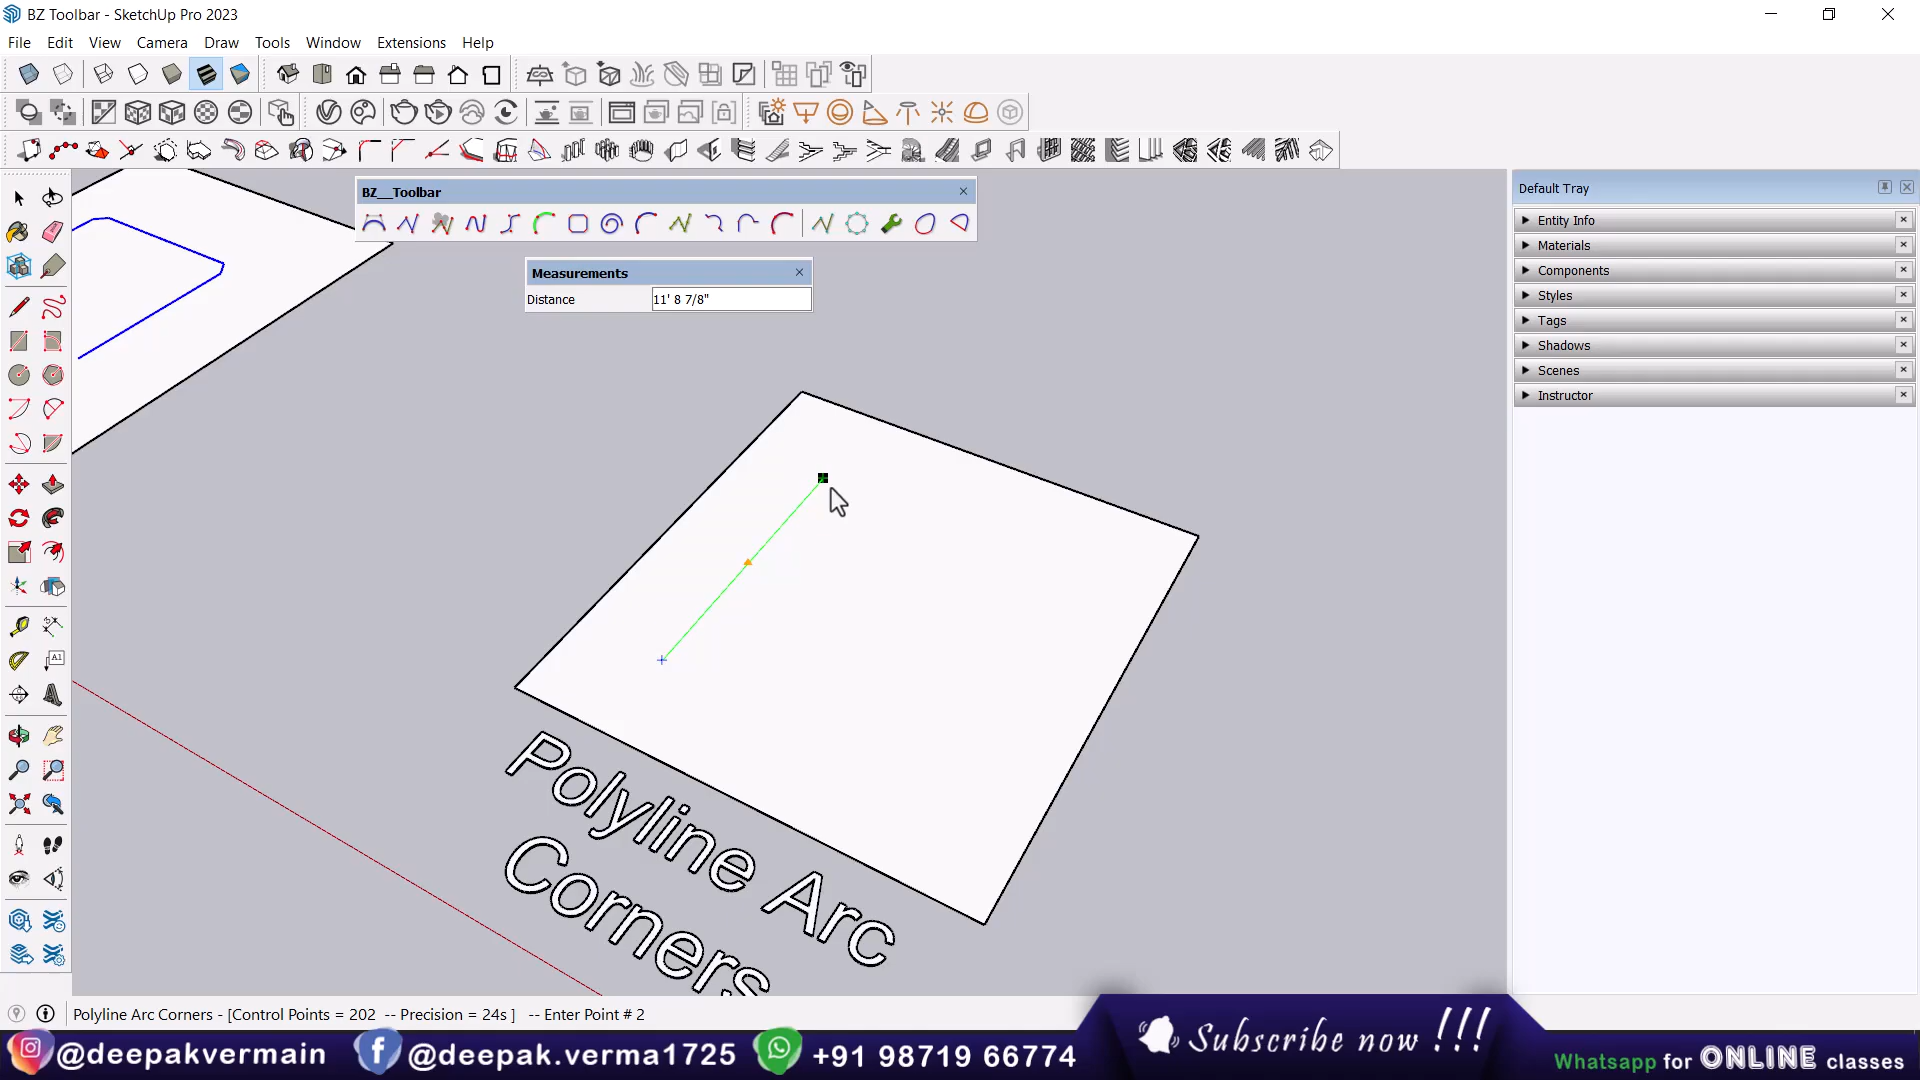 BZ Toolbar - SketchUp Pro 2023
File Edit View Camera Draw Tools Window Extensions Help
BZ__Toolbar
Measurements
Distance 11' 8 7/8"
Default Tray
Entity Info
Materials
Components
Styles
Tags
Shadows
Scenes
Instructor
A1
Polyline Arc
Corners
Polyline Arc Corners - [Control Points = 202 -- Precision = 24s ] -- Enter Point # 2
@deepakvermain @deepak.verma1725 +91 98719 66774
Subscribe now !!!
Whatsapp for ONLINE classes